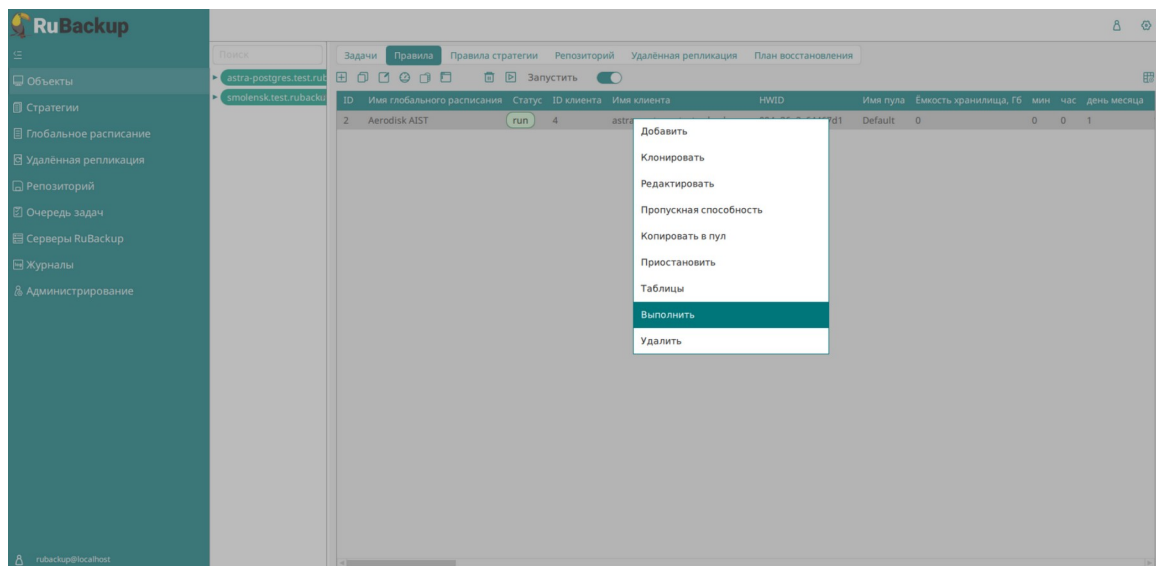 RuBackup
Объекты
Стратегии
Глобальное расписание
Удалённая репликация
Репозиторий
Очередь задач
Серверы RuBackup
Журналы
Администрирование
rubackup@localhost
Поиск
astra-postgres.test.rub
smolensk.test.rubacku
Задачи Правила Правила стратегии Репозиторий Удалённая репликация План восстановления
Запустить
ID Имя глобального расписания Статус ID клиента Имя клиента HWID Имя пула Ёмкость хранилища, Гб мин час день месяца
2 Aerodisk AIST run 4 Default 0 0 0 1
Добавить
Клонировать
Редактировать
Пропускная способность
Копировать в пул
Приостановить
Таблицы
Выполнить
Удалить